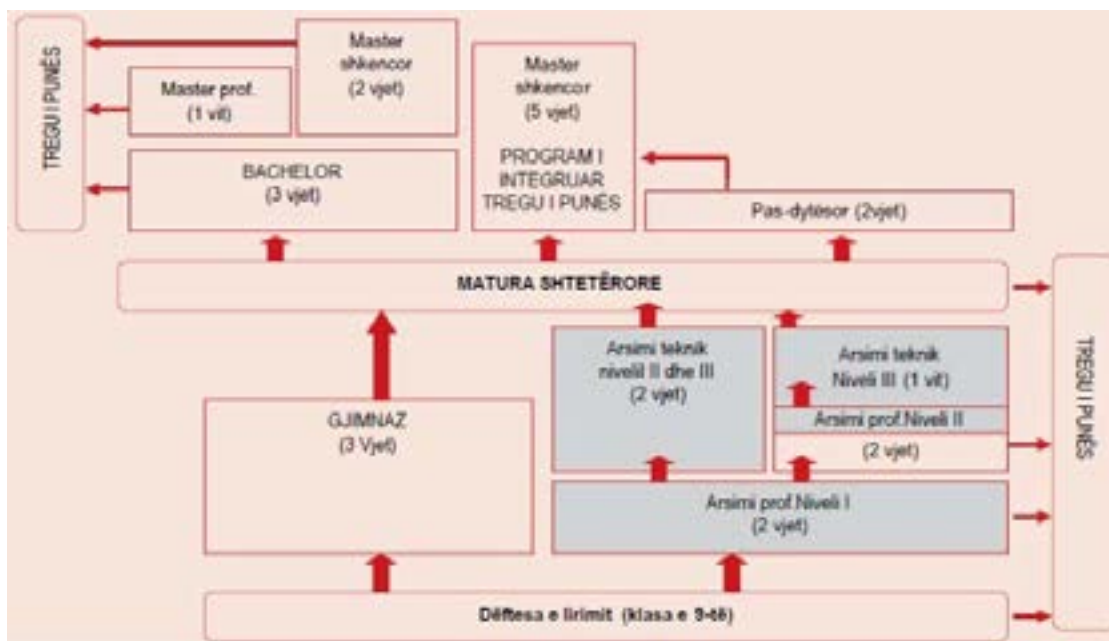 TREGU I PUNËS
Master
shkencor
(2 vjet)
Master prof.
(1 vit)
BACHELOR
(3 vjet)
Master
shkencor
(5 vjet)
PROGRAM I
INTEGRUAR
TREGU I PUNËS
Pas-dytësor (2vjet)
MATURA SHTETËRORE
GJIMNAZ
(3 Vjet)
Arsimi teknik
nivelil II dhe III
(2 vjet)
Arsimi teknik
Niveli III (1 vit)
Arsimi prof.Niveli II
(2 vjet)
Arsimi prof.Niveli I
(2 vjet)
TREGU I PUNËS
Dëftesa e lirimit (klasa e 9-të)